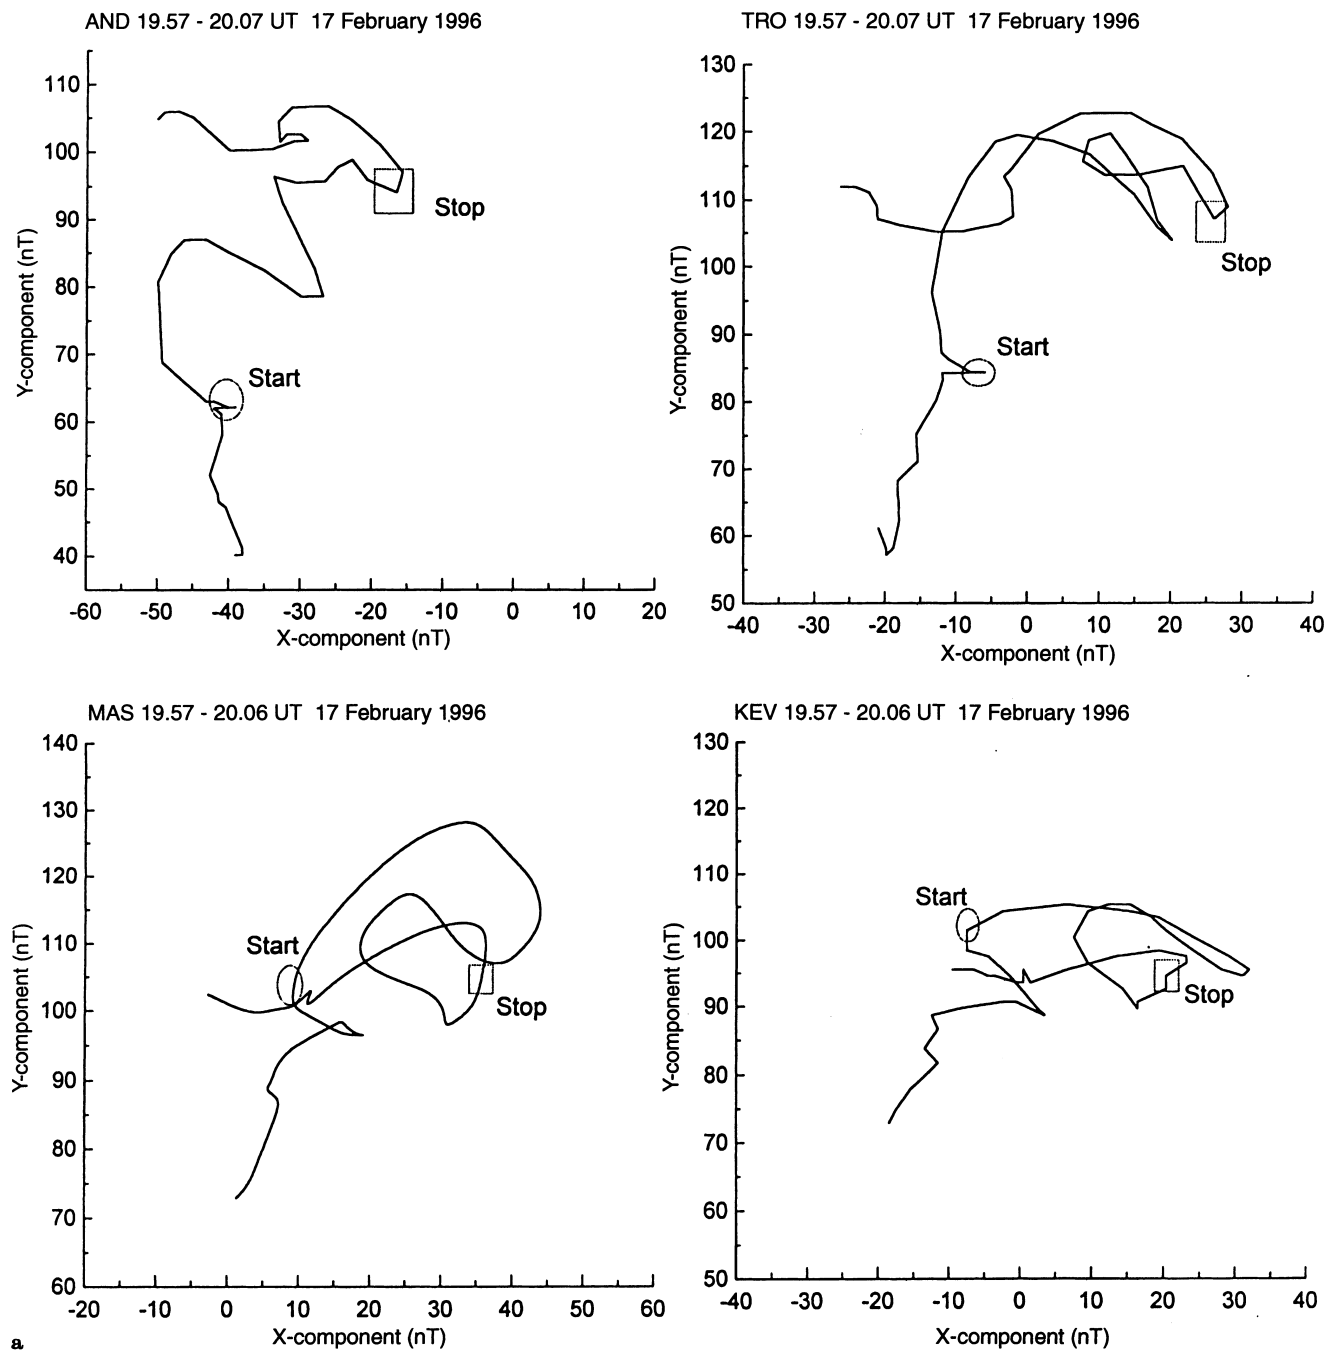 AND 19.57 - 20.07 UT 17 February 1996
110
100
90
80
70
60
50
40
Y-component (nT)
Start
Stop
-60 -50 -40 -30 -20 -10 0 10 20
X-component (nT)
TRO 19.57 - 20.07 UT 17 February 1996
130
120
110
100
90
80
70
60
50
Y-component (nT)
Start
Stop
-40 -30 -20 -10 0 10 20 30 40
X-component (nT)
MAS 19.57 - 20.06 UT 17 February 1996
140
130
120
110
100
90
80
70
60
Y-component (nT)
Start
Stop
-20 -10 0 10 20 30 40 50 60
X-component (nT)
KEV 19.57 - 20.06 UT 17 February 1996
130
120
110
100
90
80
70
60
50
Y-component (nT)
Start
Stop
-40 -30 -20 -10 0 10 20 30 40
X-component (nT)
a